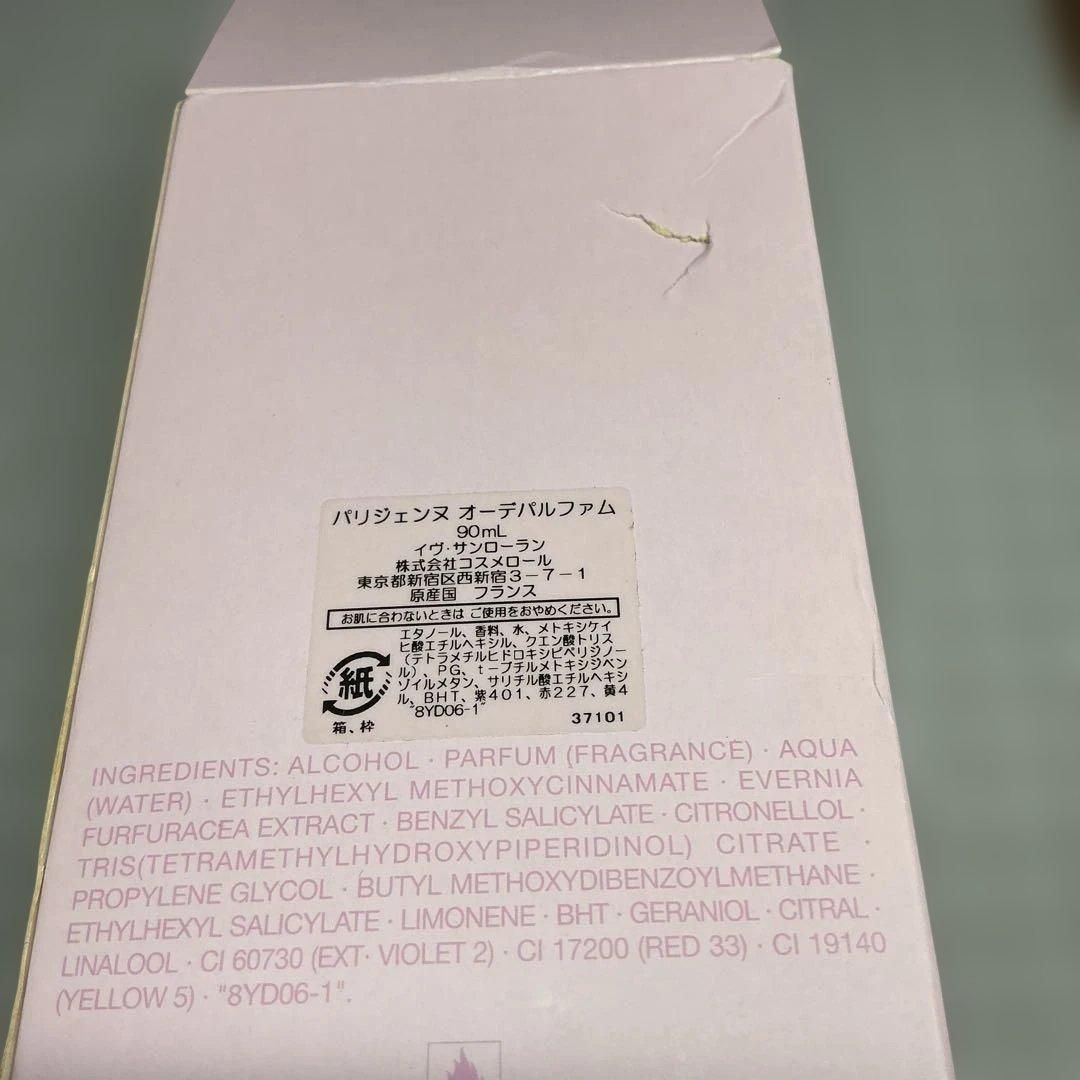 パリジェンヌ オーデパルファム
90mL
イヴ・サンローラン
株式会社コスメロール
東京都新宿区西新宿3-7-1
原産国 フランス
お肌に合わないときは ご使用をおやめください。
エタノール、香料、水、メトキシケイ
ヒ酸エチルヘキシル、クエン酸トリス
(テトラメチルヒドロキシピペリジノー
ル)、PG、t-ブチルメトキシジベン
ゾイルメタン、サリチル酸エチルヘキシ
ル、BHT、紫401、赤227、黄4
"8YD06-1"
紙
箱、枠
37101
INGREDIENTS: ALCOHOL · PARFUM (FRAGRANCE) · AQUA
(WATER) · ETHYLHEXYL METHOXYCINNAMATE · EVERNIA
FURFURACEA EXTRACT · BENZYL SALICYLATE · CITRONELLOL ·
TRIS(TETRAMETHYLHYDROXYPIPERIDINOL) CITRATE ·
PROPYLENE GLYCOL · BUTYL METHOXYDIBENZOYLMETHANE ·
ETHYLHEXYL SALICYLATE · LIMONENE · BHT · GERANIOL · CITRAL ·
LINALOOL · CI 60730 (EXT· VIOLET 2) · CI 17200 (RED 33) · CI 19140
(YELLOW 5) · "8YD06-1".